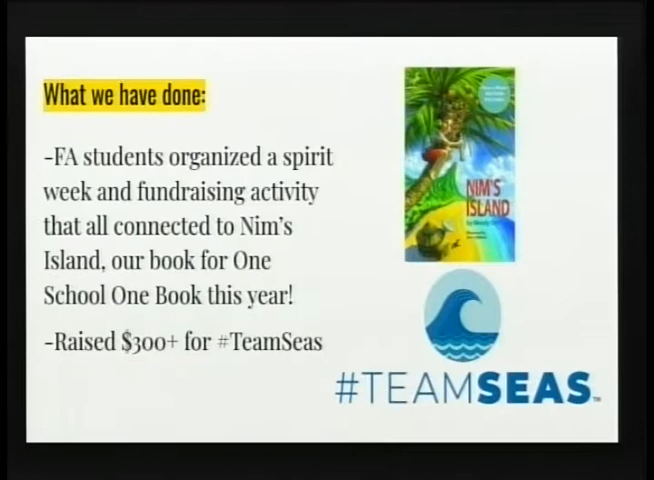 What we have done:
-FA students organized a spirit
week and fundraising activity
that all connected to Nim's
Island, our book for One
School One Book this year!
-Raised $300+ for #TeamSeas
NIM'S
ISLAND
#TEAMSEAS™